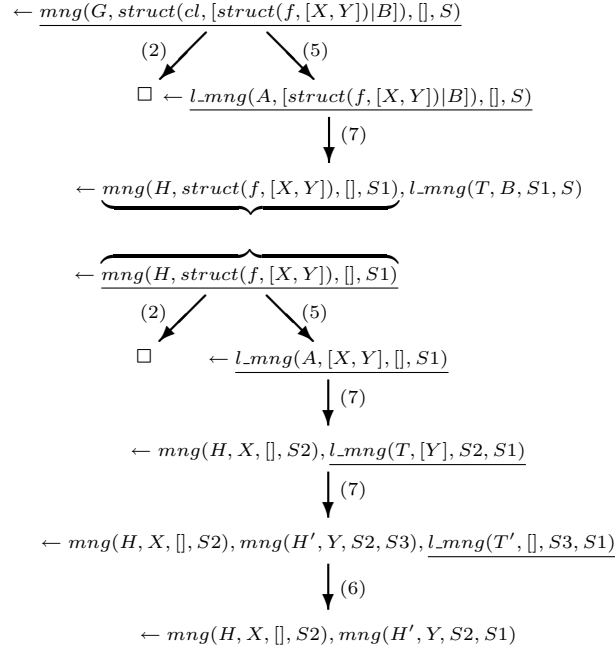 ← mng(G, struct(cl, [struct(f, [X, Y])|B]), [], S)
(2) (5)
□ ← l_mng(A, [struct(f, [X, Y])|B]), [], S)
(7)
← mng(H, struct(f, [X, Y]), [], S1), l_mng(T, B, S1, S)
← mng(H, struct(f, [X, Y]), [], S1)
(2) (5)
□ ← l_mng(A, [X, Y], [], S1)
(7)
← mng(H, X, [], S2), l_mng(T, [Y], S2, S1)
(7)
← mng(H, X, [], S2), mng(H′, Y, S2, S3), l_mng(T′, [], S3, S1)
(6)
← mng(H, X, [], S2), mng(H′, Y, S2, S1)